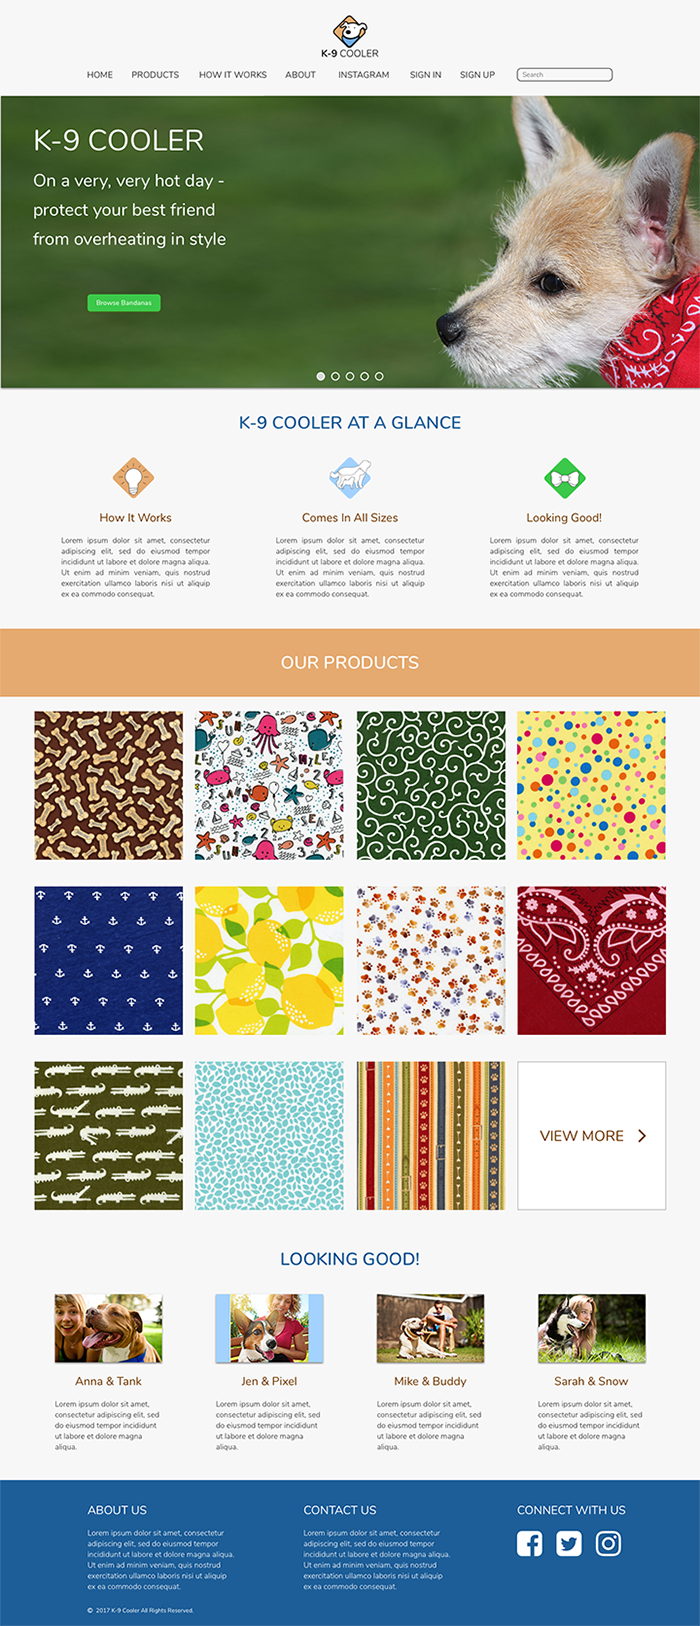 K-9 COOLER
HOME PRODUCTS HOW IT WORKS ABOUT INSTAGRAM SIGN IN SIGN UP Search
K-9 COOLER
On a very, very hot day -
protect your best friend
from overheating in style
Browse Bandanas
K-9 COOLER AT A GLANCE
How It Works
Lorem ipsum dolor sit amet, consectetur
adipiscing elit, sed do eiusmod tempor
incididunt ut labore et dolore magna aliqua.
Ut enim ad minim veniam, quis nostrud
exercitation ullamco laboris nisi ut aliquip
ex ea commodo consequat.
Comes In All Sizes
Lorem ipsum dolor sit amet, consectetur
adipiscing elit, sed do eiusmod tempor
incididunt ut labore et dolore magna aliqua.
Ut enim ad minim veniam, quis nostrud
exercitation ullamco laboris nisi ut aliquip
ex ea commodo consequat.
Looking Good!
Lorem ipsum dolor sit amet, consectetur
adipiscing elit, sed do eiusmod tempor
incididunt ut labore et dolore magna aliqua.
Ut enim ad minim veniam, quis nostrud
exercitation ullamco laboris nisi ut aliquip
ex ea commodo consequat.
OUR PRODUCTS
VIEW MORE
LOOKING GOOD!
Anna & Tank
Lorem ipsum dolor sit amet,
consectetur adipiscing elit, sed
do eiusmod tempor incididunt
ut labore et dolore magna
aliqua.
Jen & Pixel
Lorem ipsum dolor sit amet,
consectetur adipiscing elit, sed
do eiusmod tempor incididunt
ut labore et dolore magna
aliqua.
Mike & Buddy
Lorem ipsum dolor sit amet,
consectetur adipiscing elit, sed
do eiusmod tempor incididunt
ut labore et dolore magna
aliqua.
Sarah & Snow
Lorem ipsum dolor sit amet,
consectetur adipiscing elit, sed
do eiusmod tempor incididunt
ut labore et dolore magna
aliqua.
ABOUT US
Lorem ipsum dolor sit amet, consectetur
adipiscing elit, sed do eiusmod tempor
incididunt ut labore et dolore magna aliqua.
Ut enim ad minim veniam, quis nostrud
exercitation ullamco laboris nisi ut aliquip
ex ea commodo consequat.
CONTACT US
Lorem ipsum dolor sit amet, consectetur
adipiscing elit, sed do eiusmod tempor
incididunt ut labore et dolore magna aliqua.
Ut enim ad minim veniam, quis nostrud
exercitation ullamco laboris nisi ut aliquip
ex ea commodo consequat.
CONNECT WITH US
© 2017 K-9 Cooler All Rights Reserved.